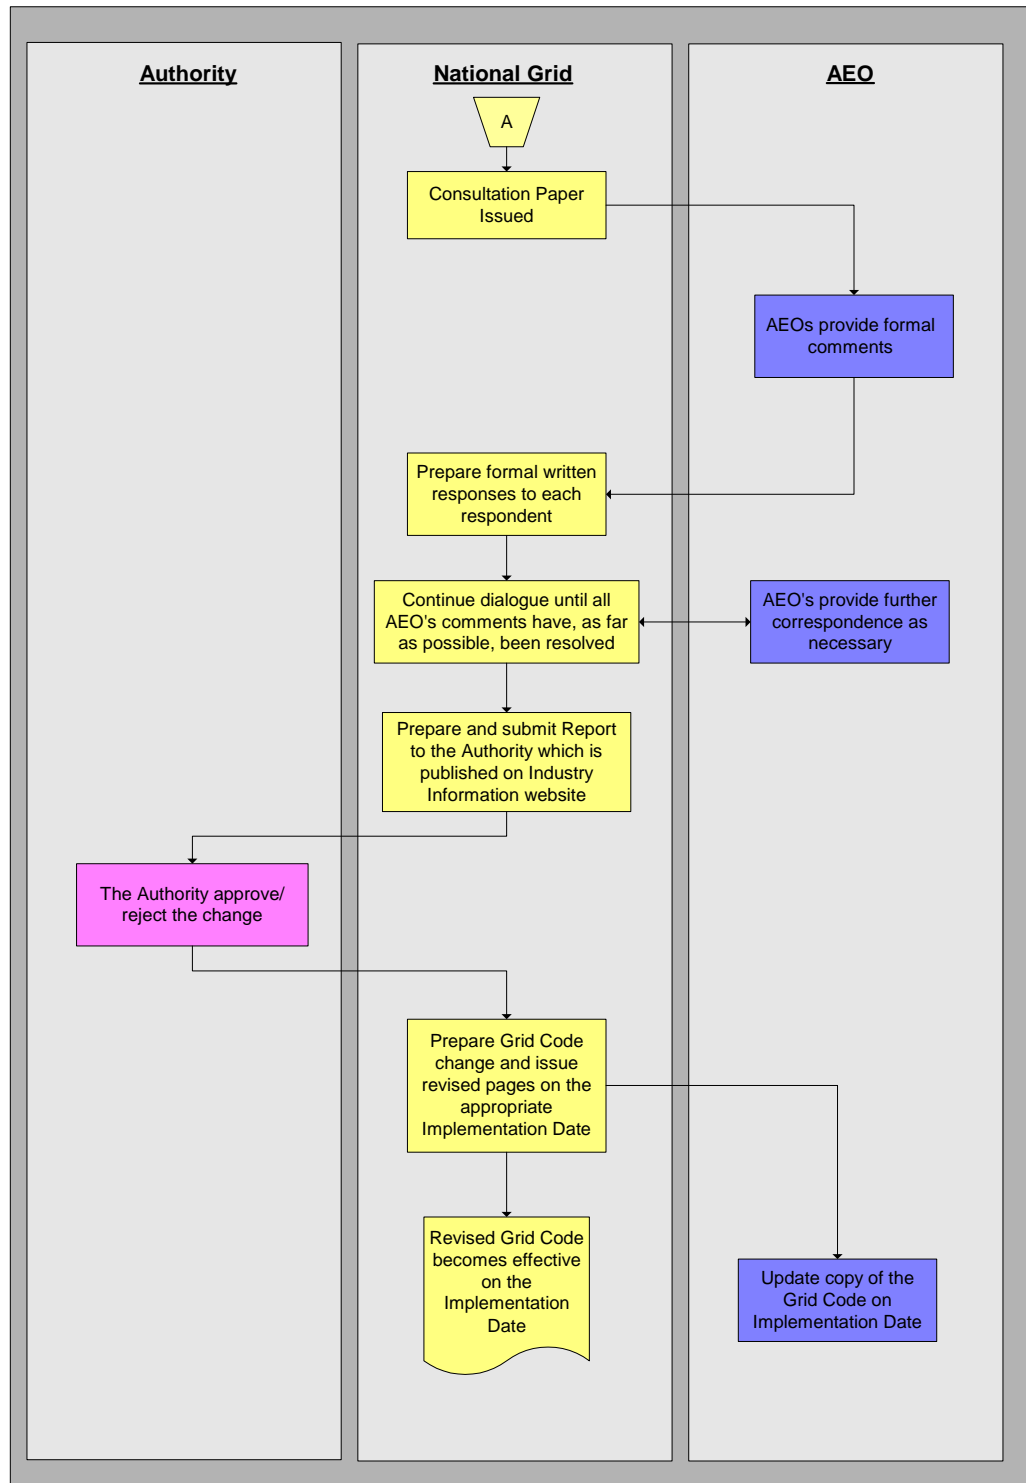 Authority
National Grid
AEO
A
Consultation Paper
Issued
AEOs provide formal
comments
Prepare formal written
responses to each
respondent
Continue dialogue until all
AEO's comments have, as far
as possible, been resolved
AEO's provide further
correspondence as
necessary
Prepare and submit Report
to the Authority which is
published on Industry
Information website
The Authority approve/
reject the change
Prepare Grid Code
change and issue
revised pages on the
appropriate
Implementation Date
Revised Grid Code
becomes effective
on the
Implementation
Date
Update copy of the
Grid Code on
Implementation Date